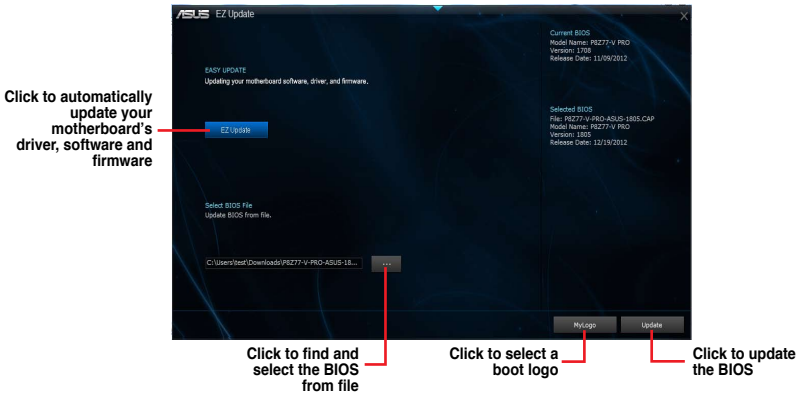 ASUS EZ Update
X
Current BIOS
Model Name: P8Z77-V PRO
Version: 1708
Release Date: 11/09/2012
EASY UPDATE
Updating your motherboard software, driver, and firmware.
Click to automatically
update your
motherboard's
driver, software and
firmware
EZ Update
Selected BIOS
File: P8Z77-V-PRO-ASUS-1805.CAP
Model Name: P8Z77-V PRO
Version: 1805
Release Date: 12/19/2012
Select BIOS File
Update BIOS from file.
C:\Users\test\Downloads\P8Z77-V-PRO-ASUS-18...
...
MyLogo
Update
Click to find and
select the BIOS
from file
Click to select a
boot logo
Click to update
the BIOS